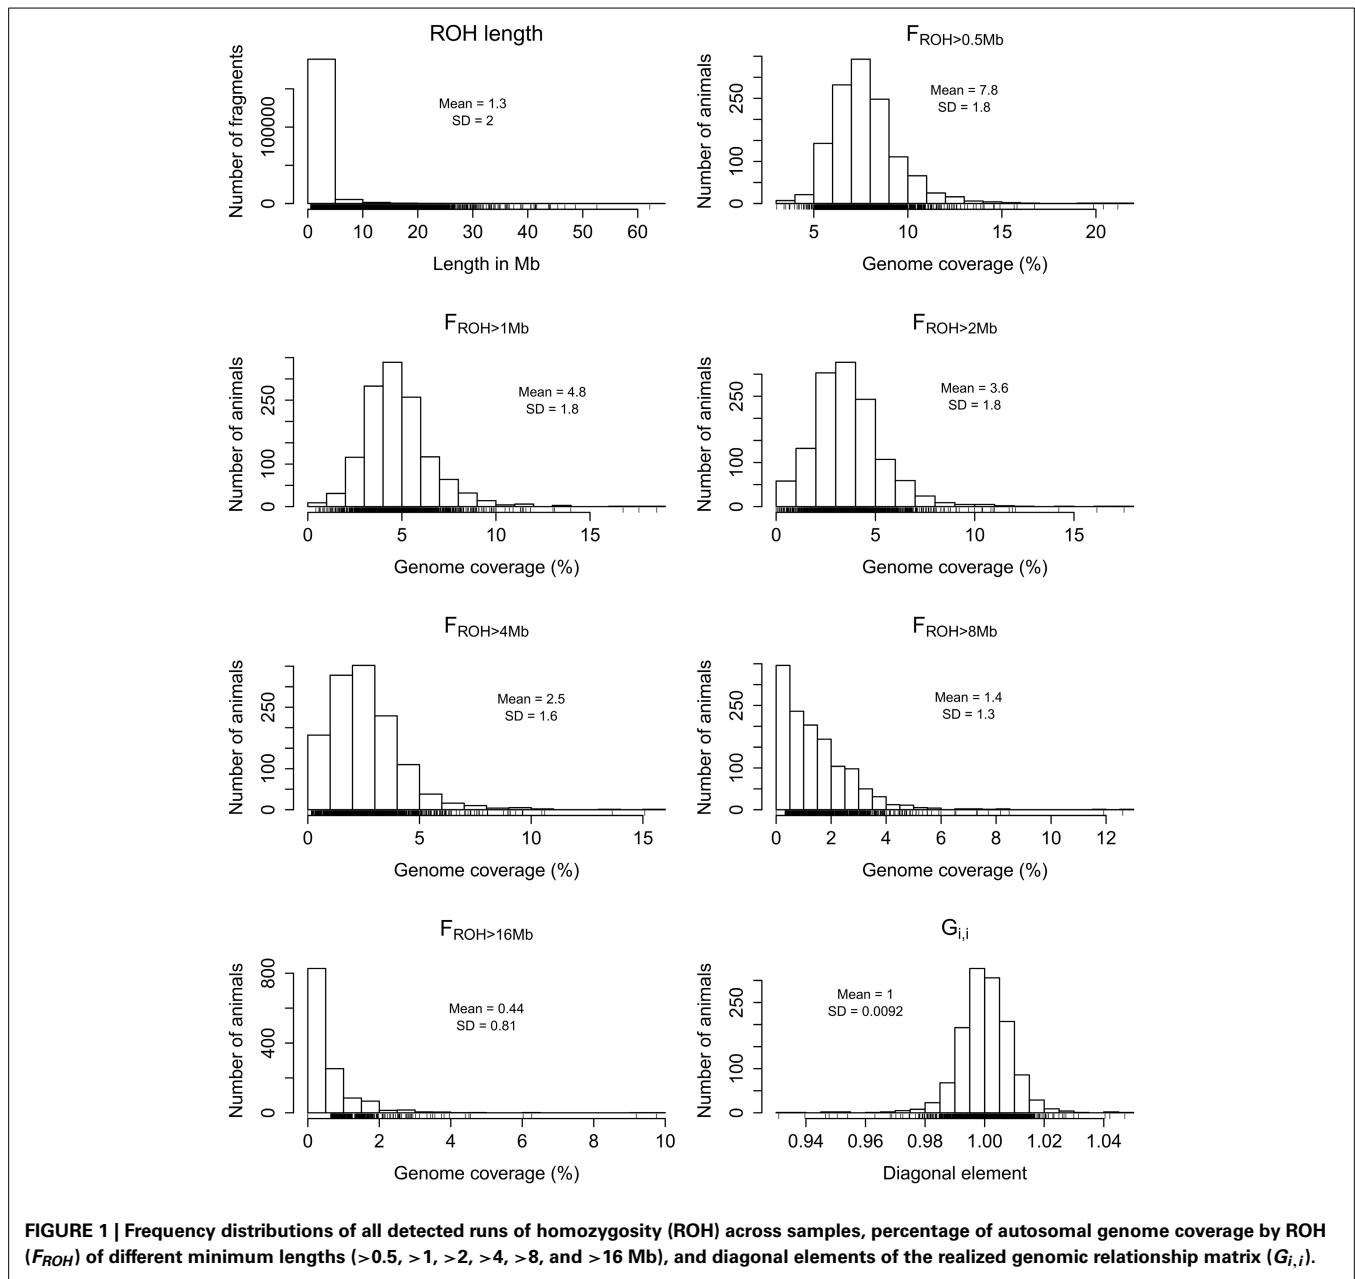 ROH length
Number of fragments
0
100000
Mean = 1.3
SD = 2
0 10 20 30 40 50 60
Length in Mb
FROH>0.5Mb
Number of animals
0 100 250
Mean = 7.8
SD = 1.8
5 10 15 20
Genome coverage (%)
FROH>1Mb
Number of animals
0 100 250
Mean = 4.8
SD = 1.8
0 5 10 15
Genome coverage (%)
FROH>2Mb
Number of animals
0 100 250
Mean = 3.6
SD = 1.8
0 5 10 15
Genome coverage (%)
FROH>4Mb
Number of animals
0 100 250
Mean = 2.5
SD = 1.6
0 5 10 15
Genome coverage (%)
FROH>8Mb
Number of animals
0 100 250
Mean = 1.4
SD = 1.3
0 2 4 6 8 10 12
Genome coverage (%)
FROH>16Mb
Number of animals
0 400 800
Mean = 0.44
SD = 0.81
0 2 4 6 8 10
Genome coverage (%)
Gi,i
Number of animals
0 100 250
Mean = 1
SD = 0.0092
0.94 0.96 0.98 1.00 1.02 1.04
Diagonal element
FIGURE 1 | Frequency distributions of all detected runs of homozygosity (ROH) across samples, percentage of autosomal genome coverage by ROH
(FROH) of different minimum lengths (>0.5, >1, >2, >4, >8, and >16 Mb), and diagonal elements of the realized genomic relationship matrix (Gi,i).